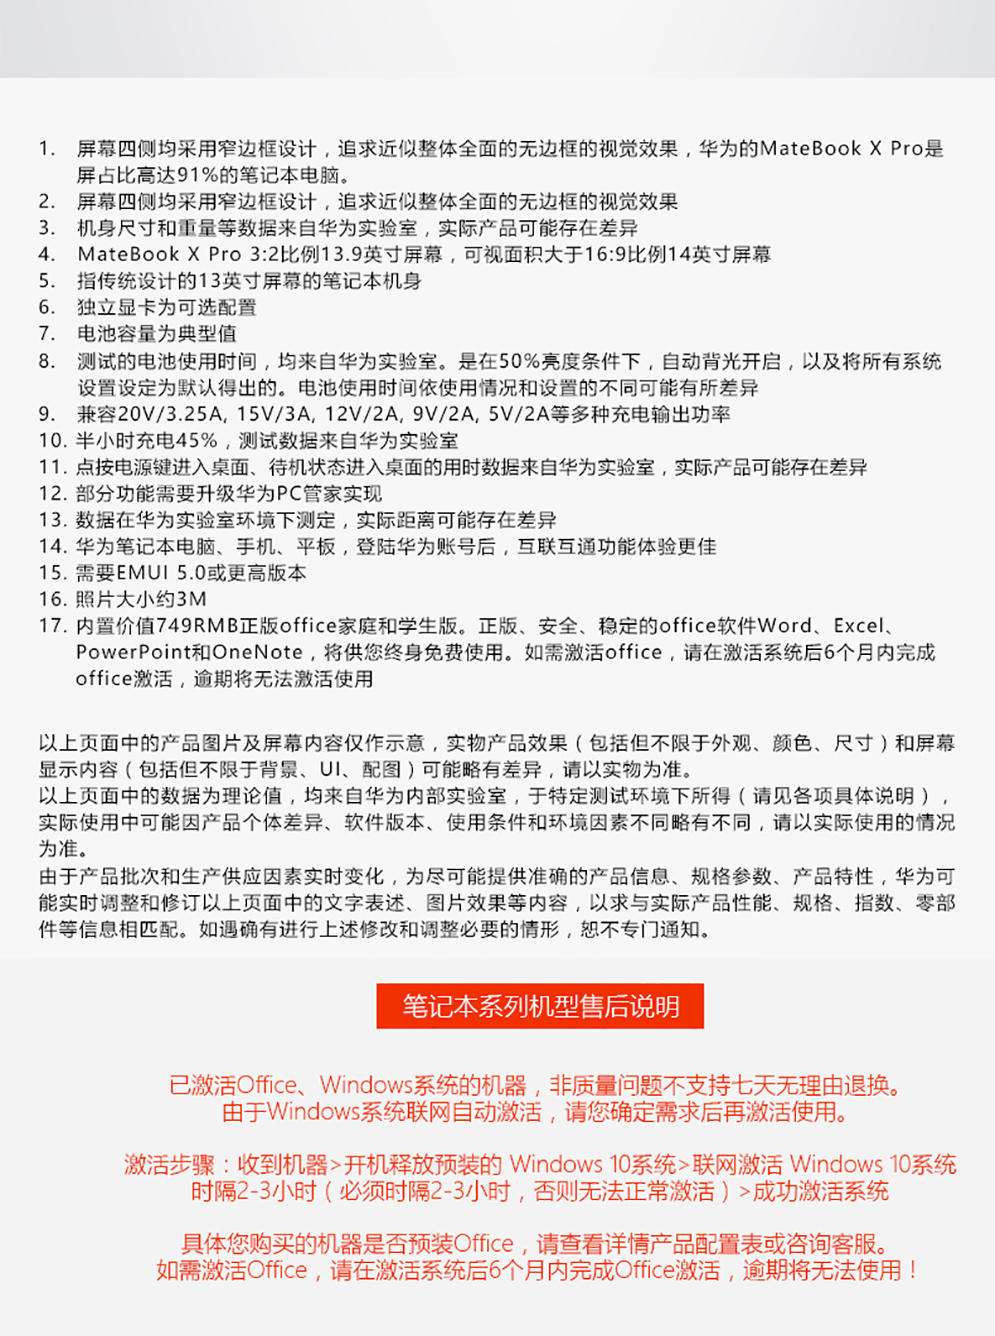 1. 屏幕四侧均采用窄边框设计，追求近似整体全面的无边框的视觉效果，华为的MateBook X Pro是
屏占比高达91%的笔记本电脑。
2. 屏幕四侧均采用窄边框设计，追求近似整体全面的无边框的视觉效果
3. 机身尺寸和重量等数据来自华为实验室，实际产品可能存在差异
4. MateBook X Pro 3:2比例13.9英寸屏幕，可视面积大于16:9比例14英寸屏幕
5. 指传统设计的13英寸屏幕的笔记本机身
6. 独立显卡为可选配置
7. 电池容量为典型值
8. 测试的电池使用时间，均来自华为实验室。是在50%亮度条件下，自动背光开启，以及将所有系统
设置设定为默认得出的。电池使用时间依使用情况和设置的不同可能有所差异
9. 兼容20V/3.25A, 15V/3A, 12V/2A, 9V/2A, 5V/2A等多种充电输出功率
10. 半小时充电45%，测试数据来自华为实验室
11. 点按电源键进入桌面、待机状态进入桌面的用时数据来自华为实验室，实际产品可能存在差异
12. 部分功能需要升级华为PC管家实现
13. 数据在华为实验室环境下测定，实际距离可能存在差异
14. 华为笔记本电脑、手机、平板，登陆华为账号后，互联互通功能体验更佳
15. 需要EMUI 5.0或更高版本
16. 照片大小约3M
17. 内置价值749RMB正版office家庭和学生版。正版、安全、稳定的office软件Word、Excel、
PowerPoint和OneNote，将供您终身免费使用。如需激活office，请在激活系统后6个月内完成
office激活，逾期将无法激活使用
以上页面中的产品图片及屏幕内容仅作示意，实物产品效果（包括但不限于外观、颜色、尺寸）和屏幕
显示内容（包括但不限于背景、UI、配图）可能略有差异，请以实物为准。
以上页面中的数据为理论值，均来自华为内部实验室，于特定测试环境下所得（请见各项具体说明），
实际使用中可能因产品个体差异、软件版本、使用条件和环境因素不同略有不同，请以实际使用的情况
为准。
由于产品批次和生产供应因素实时变化，为尽可能提供准确的产品信息、规格参数、产品特性，华为可
能实时调整和修订以上页面中的文字表述、图片效果等内容，以求与实际产品性能、规格、指数、零部
件等信息相匹配。如遇确有进行上述修改和调整必要的情形，恕不专门通知。
笔记本系列机型售后说明
已激活Office、Windows系统的机器，非质量问题不支持七天无理由退换。
由于Windows系统联网自动激活，请您确定需求后再激活使用。
激活步骤：收到机器>开机释放预装的 Windows 10系统>联网激活 Windows 10系统
时隔2-3小时（必须时隔2-3小时，否则无法正常激活）>成功激活系统
具体您购买的机器是否预装Office，请查看详情产品配置表或咨询客服。
如需激活Office，请在激活系统后6个月内完成Office激活，逾期将无法使用！